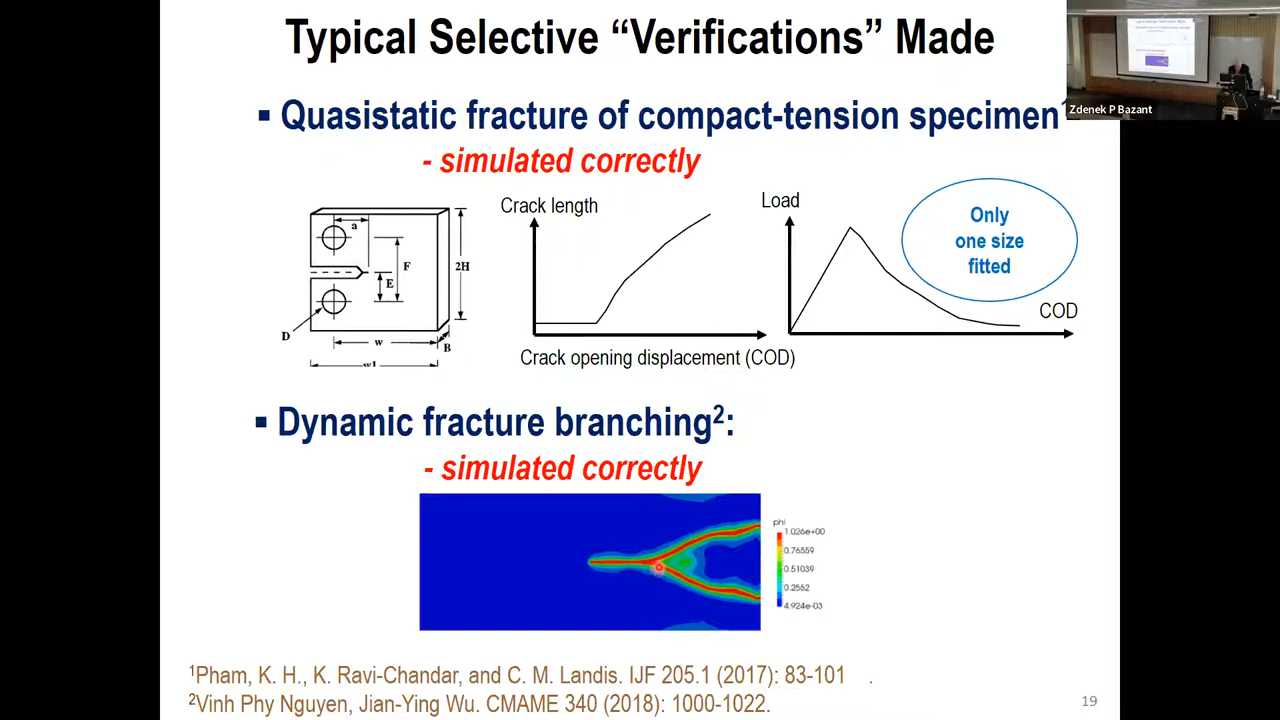 Typical Selective “Verifications” Made
▪ Quasistatic fracture of compact-tension specimen¹
- simulated correctly
Zdenek P Bazant
a
F
2H
E
D
w
B
w1
Crack length
Crack opening displacement (COD)
Load
Only
one size
fitted
COD
▪ Dynamic fracture branching²:
- simulated correctly
phi
1.026e+00
0.76559
0.51039
0.2552
4.924e-03
¹Pham, K. H., K. Ravi-Chandar, and C. M. Landis. IJF 205.1 (2017): 83-101 .
²Vinh Phy Nguyen, Jian-Ying Wu. CMAME 340 (2018): 1000-1022.
19